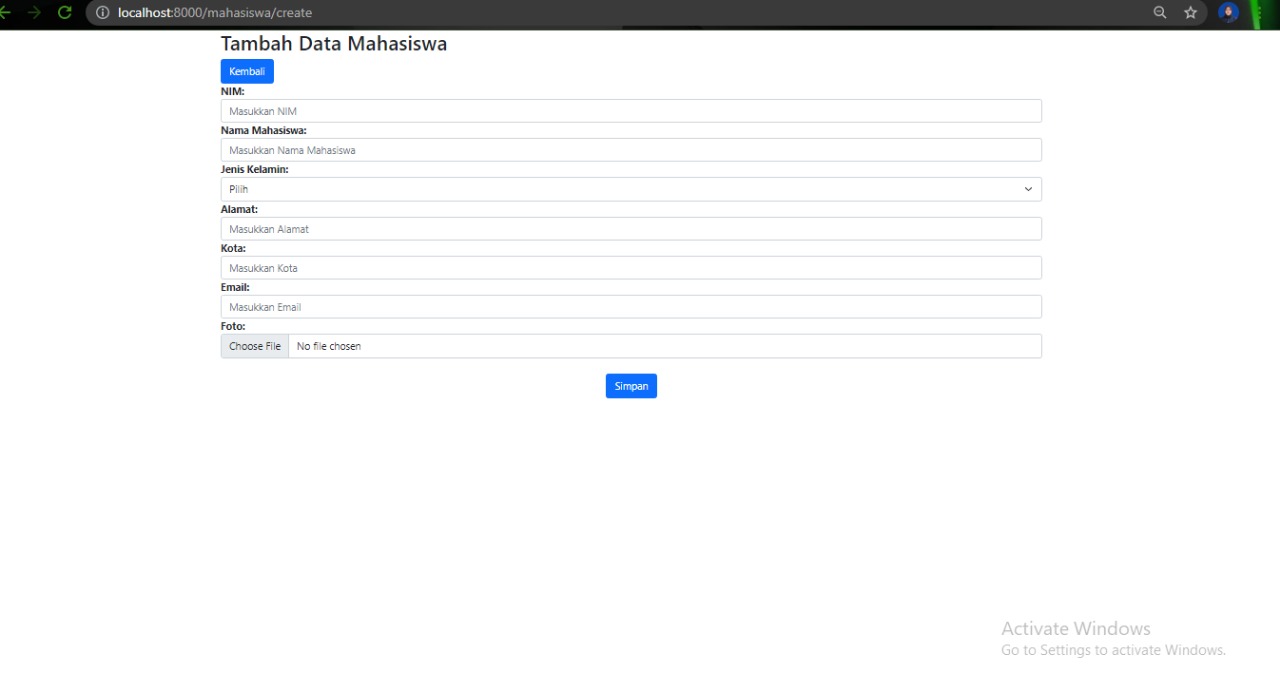 localhost:8000/mahasiswa/create
Tambah Data Mahasiswa
Kembali
NIM:
Masukkan NIM
Nama Mahasiswa:
Masukkan Nama Mahasiswa
Jenis Kelamin:
Pilih
Alamat:
Masukkan Alamat
Kota:
Masukkan Kota
Email:
Masukkan Email
Foto:
Choose File No file chosen
Simpan
Activate Windows
Go to Settings to activate Windows.